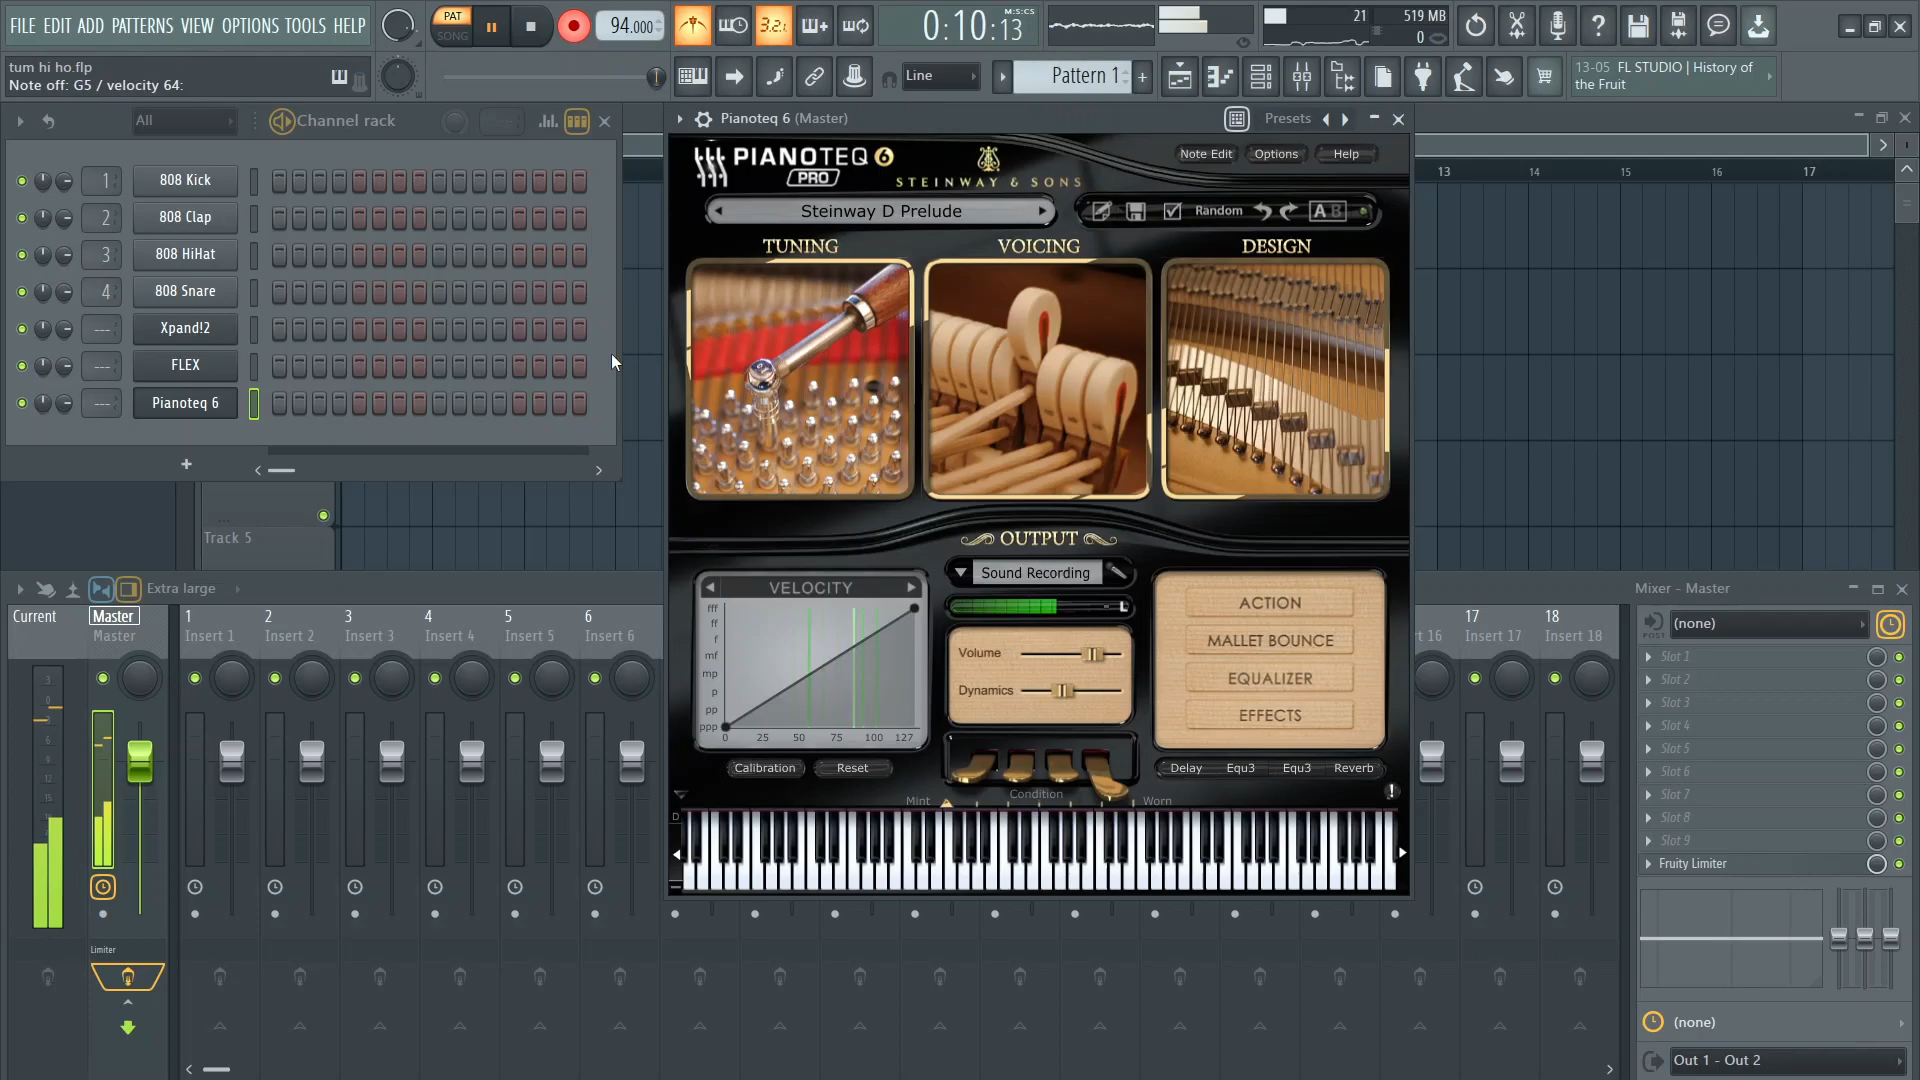 FILE EDIT ADD PATTERNS VIEW OPTIONS TOOLS HELP
PAT
SONG
94.000
3.2.
0:10:13
M:S:CS
21
519 MB
0
tum hi ho.flp
Note off: G5 / velocity 64:
Line
Pattern 1
+
13-05 FL STUDIO | History of
the Fruit
All
Channel rack
1 808 Kick
2 808 Clap
3 808 HiHat
4 808 Snare
--- Xpand!2
--- FLEX
--- Pianoteq 6
+
... 
Track 5
Pianoteq 6 (Master)
Presets
PIANOTEQ 6
PRO
STEINWAY & SONS
Note Edit
Options
Help
Steinway D Prelude
Random
A B
TUNING
VOICING
DESIGN
OUTPUT
VELOCITY
fff
ff
f
mf
mp
p
pp
ppp
0 25 50 75 100 127
Calibration
Reset
Sound Recording
L
Volume
Dynamics
ACTION
MALLET BOUNCE
EQUALIZER
EFFECTS
Delay Equ3 Equ3 Reverb
Mint Condition Worn
!
D
13 14 15 16 17
Extra large
Current
Master
Master
1 2 3 4 5 6
Insert 1 Insert 2 Insert 3 Insert 4 Insert 5 Insert 6
17 18
rt 16 Insert 17 Insert 18
Limiter
Mixer - Master
POST
(none)
Slot 1
Slot 2
Slot 3
Slot 4
Slot 5
Slot 6
Slot 7
Slot 8
Slot 9
Fruity Limiter
(none)
Out 1 - Out 2